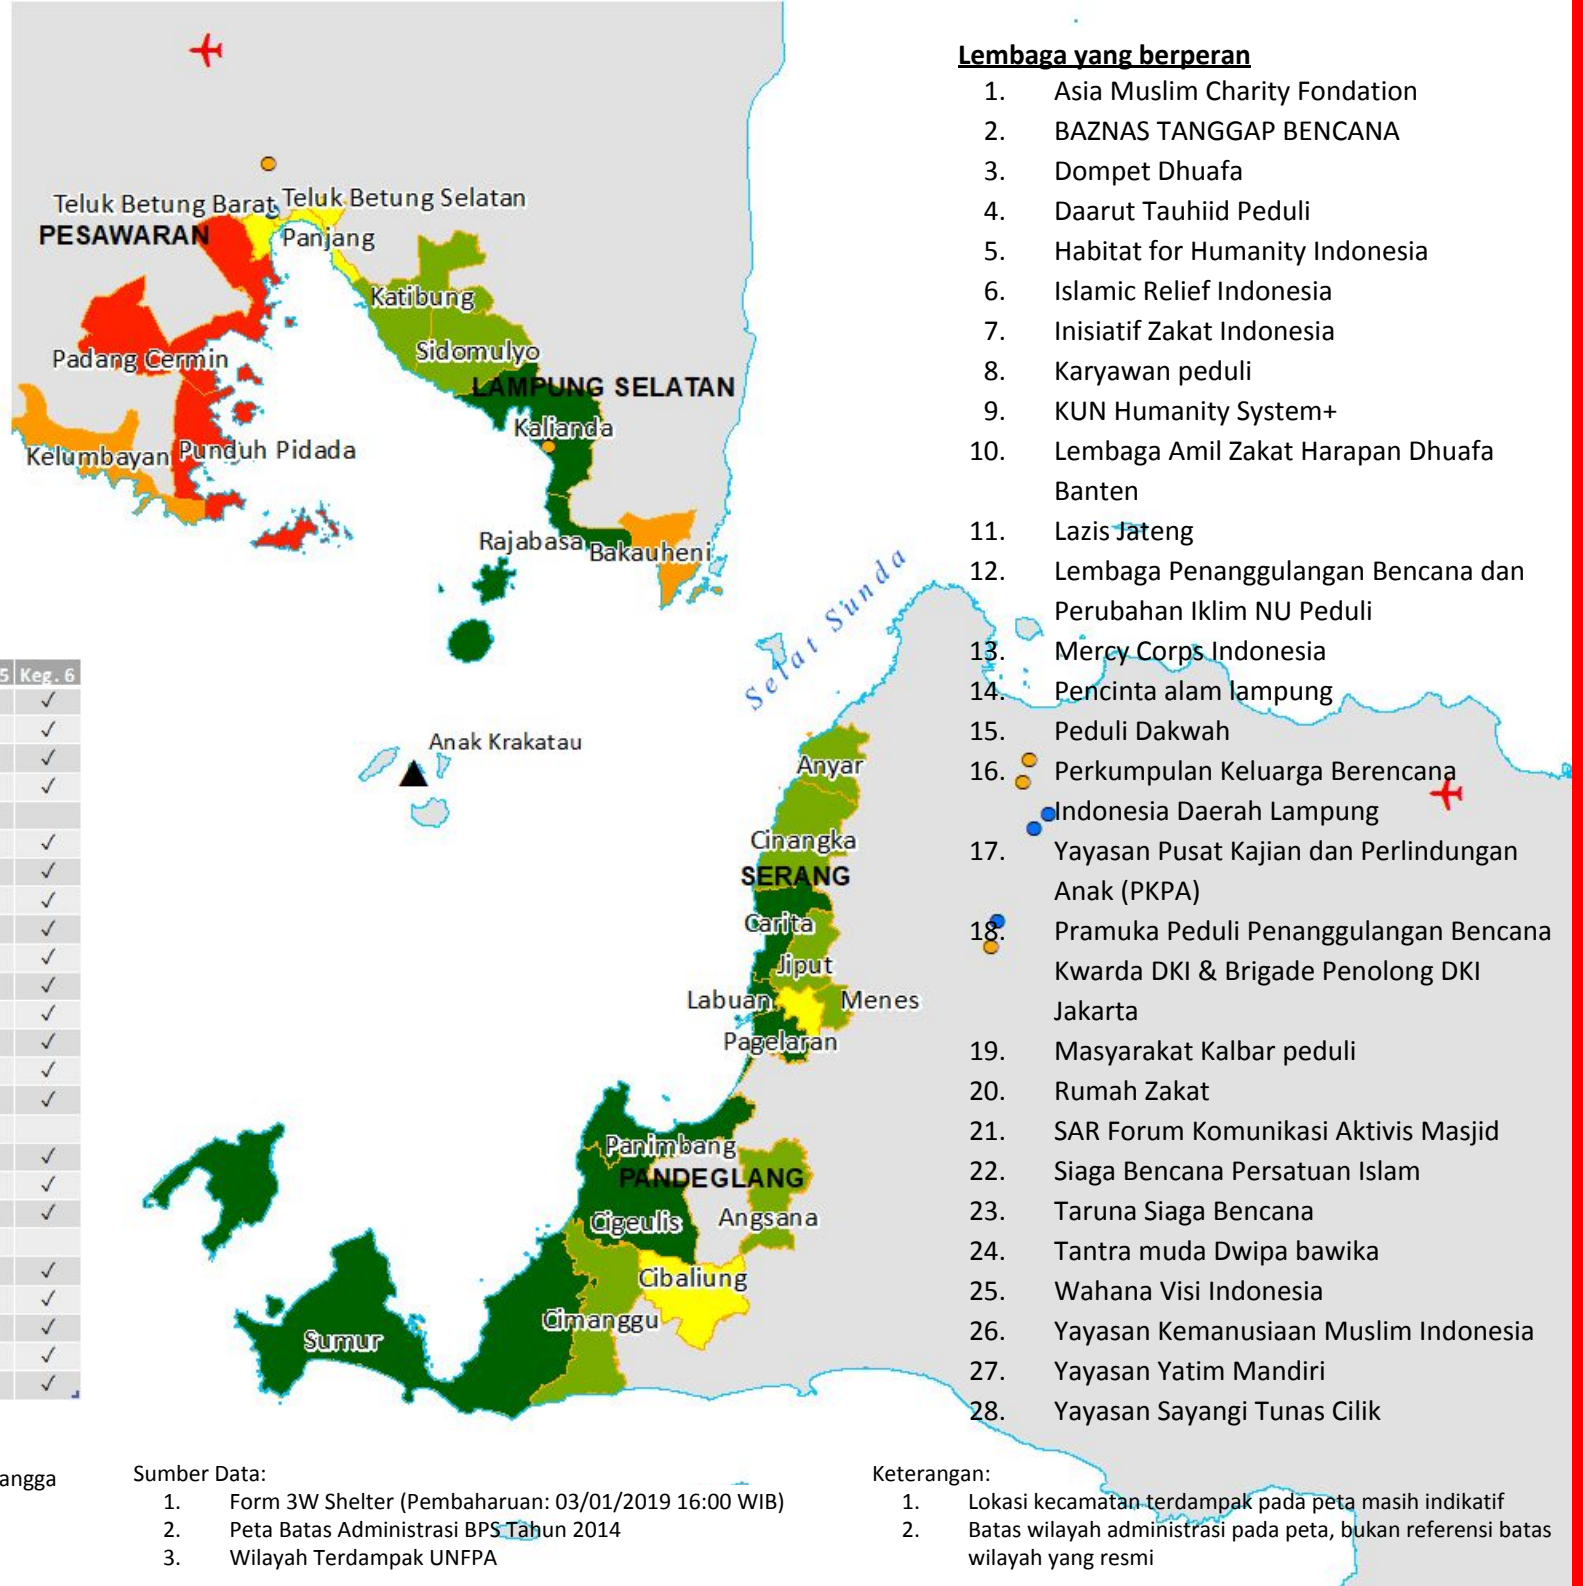 Lembaga yang berperan
1. Asia Muslim Charity Fondation
2. BAZNAS TANGGAP BENCANA
3. Dompet Dhuafa
4. Daarut Tauhiid Peduli
5. Habitat for Humanity Indonesia
6. Islamic Relief Indonesia
7. Inisiatif Zakat Indonesia
8. Karyawan peduli
9. KUN Humanity System+
10. Lembaga Amil Zakat Harapan Dhuafa
Banten
11. Lazis Jateng
12. Lembaga Penanggulangan Bencana dan
Perubahan Iklim NU Peduli
13. Mercy Corps Indonesia
14. Pencinta alam lampung
15. Peduli Dakwah
16. Perkumpulan Keluarga Berencana
Indonesia Daerah Lampung
17. Yayasan Pusat Kajian dan Perlindungan
Anak (PKPA)
18. Pramuka Peduli Penanggulangan Bencana
Kwarda DKI & Brigade Penolong DKI
Jakarta
19. Masyarakat Kalbar peduli
20. Rumah Zakat
21. SAR Forum Komunikasi Aktivis Masjid
22. Siaga Bencana Persatuan Islam
23. Taruna Siaga Bencana
24. Tantra muda Dwipa bawika
25. Wahana Visi Indonesia
26. Yayasan Kemanusiaan Muslim Indonesia
27. Yayasan Yatim Mandiri
28. Yayasan Sayangi Tunas Cilik
Teluk Betung Barat
Teluk Betung Selatan
PESAWARAN
Panjang
Katibung
Sidomulyo
Padang Cermin
LAMPUNG SELATAN
Kalianda
Kelumbayan
Punduh Pidada
Rajabasa
Bakauheni
Selat Sunda
5 Keg. 6
Anak Krakatau
Anyar
Cinangka
SERANG
Carita
Jiput
Labuan
Menes
Pagelaran
Panimbang
PANDEGLANG
Cigeulis
Angsana
Cibaliung
Cimanggu
Sumur
angga
Sumber Data:
1. Form 3W Shelter (Pembaharuan: 03/01/2019 16:00 WIB)
2. Peta Batas Administrasi BPS Tahun 2014
3. Wilayah Terdampak UNFPA
Keterangan:
1. Lokasi kecamatan terdampak pada peta masih indikatif
2. Batas wilayah administrasi pada peta, bukan referensi batas
wilayah yang resmi